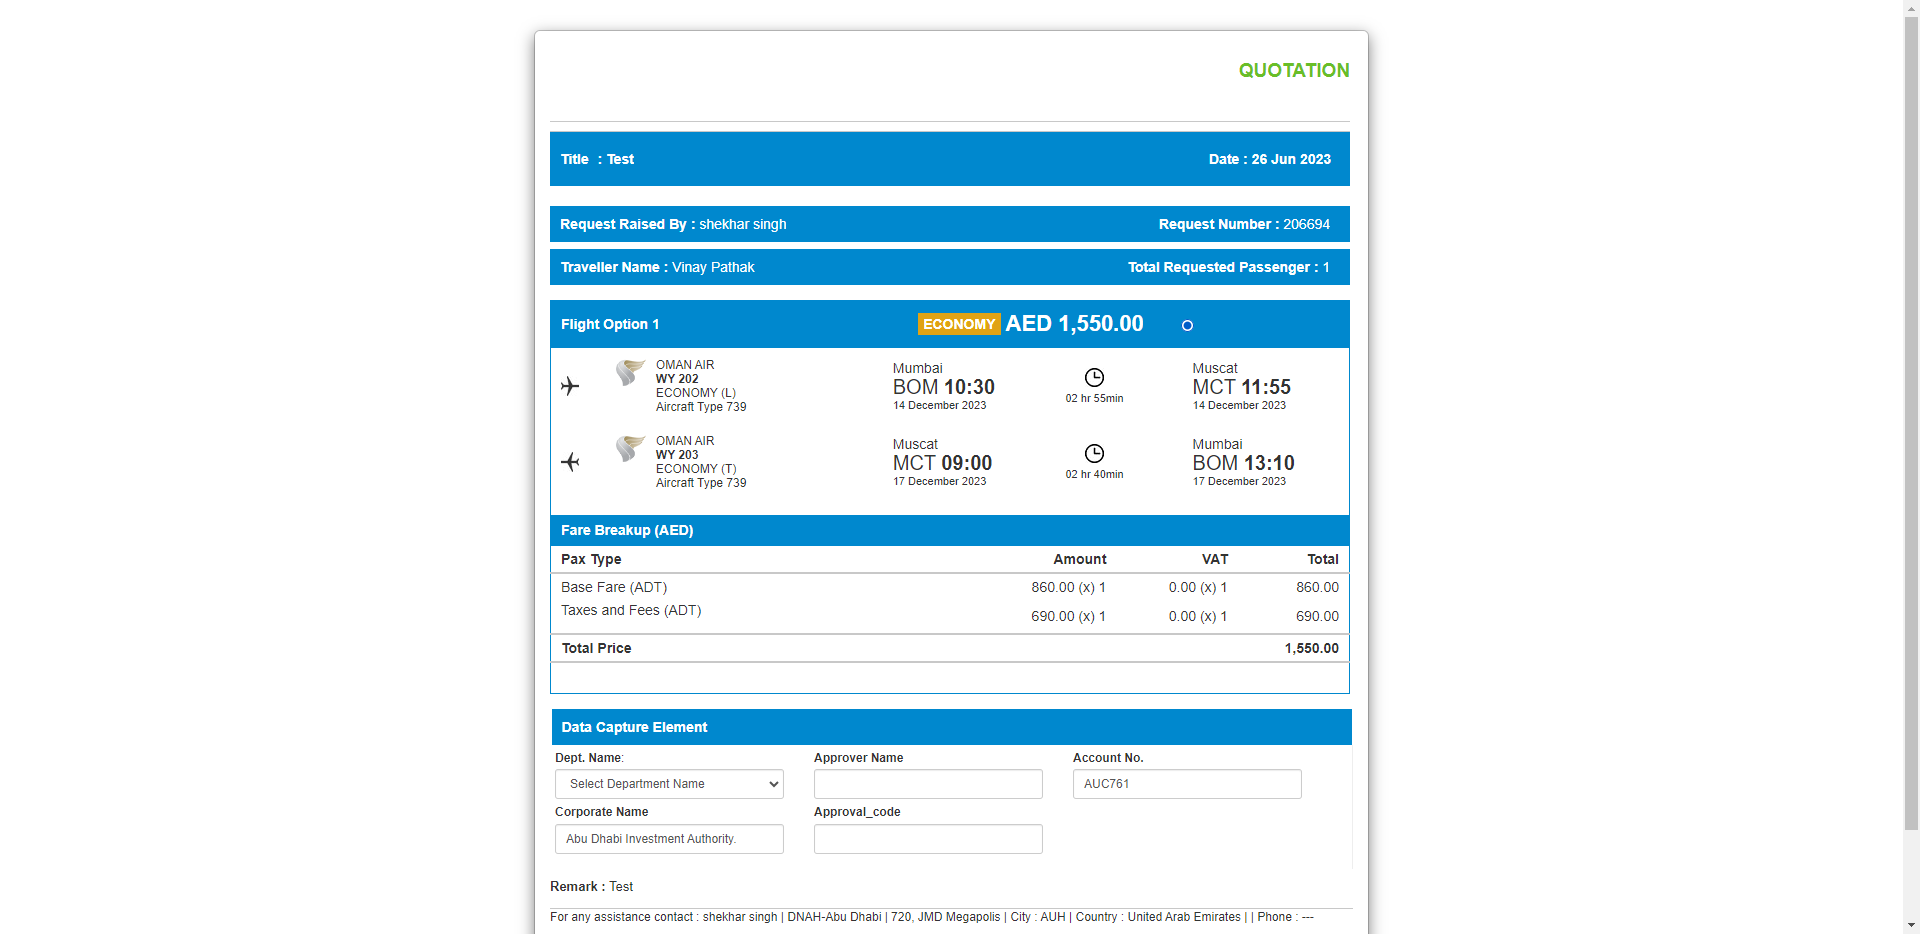 QUOTATION
Title : Test Date : 26 Jun 2023
Request Raised By : shekhar singh Request Number : 206694
Traveller Name : Vinay Pathak Total Requested Passenger : 1
Flight Option 1 ECONOMY AED 1,550.00
OMAN AIR
WY 202
ECONOMY (L)
Aircraft Type 739
Mumbai
BOM 10:30
14 December 2023
02 hr 55min
Muscat
MCT 11:55
14 December 2023
OMAN AIR
WY 203
ECONOMY (T)
Aircraft Type 739
Muscat
MCT 09:00
17 December 2023
02 hr 40min
Mumbai
BOM 13:10
17 December 2023
Fare Breakup (AED)
Pax Type Amount VAT Total
Base Fare (ADT) 860.00 (x) 1 0.00 (x) 1 860.00
Taxes and Fees (ADT) 690.00 (x) 1 0.00 (x) 1 690.00
Total Price 1,550.00
Data Capture Element
Dept. Name: Approver Name Account No.
Select Department Name AUC761
Corporate Name Approval_code
Abu Dhabi Investment Authority.
Remark : Test
For any assistance contact : shekhar singh | DNAH-Abu Dhabi | 720, JMD Megapolis | City : AUH | Country : United Arab Emirates | | Phone : ---